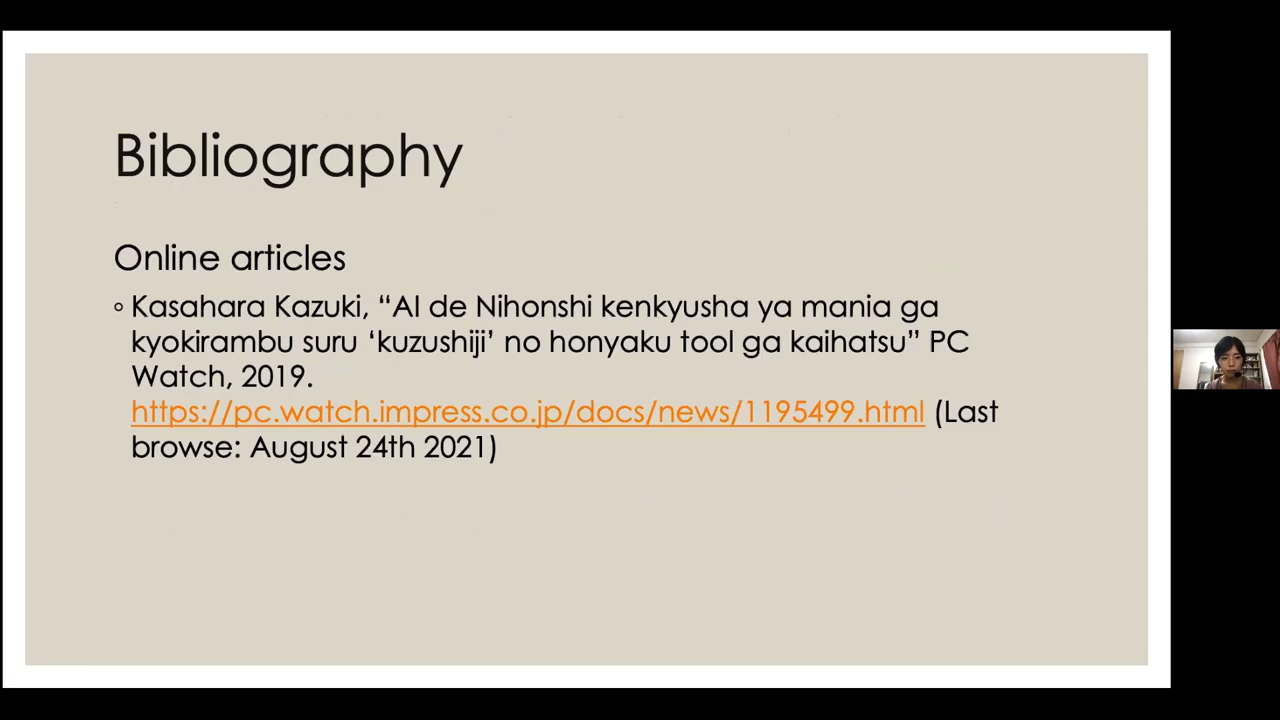 Bibliography
Online articles
◦ Kasahara Kazuki, “AI de Nihonshi kenkyusha ya mania ga
kyokirambu suru ‘kuzushiji’ no honyaku tool ga kaihatsu” PC
Watch, 2019.
https://pc.watch.impress.co.jp/docs/news/1195499.html (Last
browse: August 24th 2021)